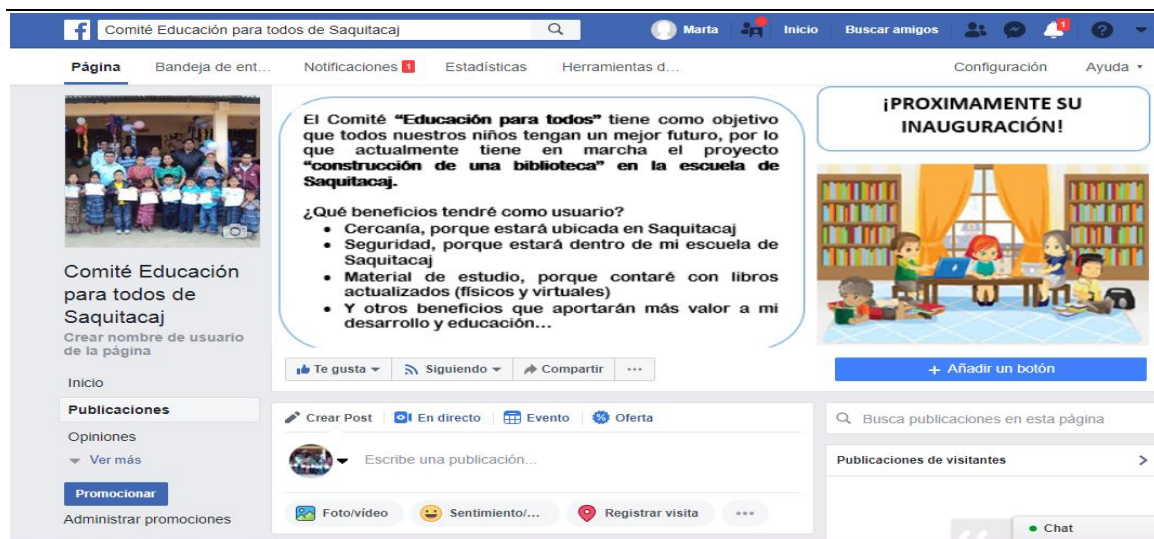 Comité Educación para todos de Saquitacaj
Marta
Inicio
Buscar amigos
1
Página
Bandeja de ent...
Notificaciones 1
Estadísticas
Herramientas d...
Configuración
Ayuda
Comité Educación
para todos de
Saquitacaj
Crear nombre de usuario
de la página
Inicio
Publicaciones
Opiniones
Ver más
Promocionar
Administrar promociones
El Comité “Educación para todos” tiene como objetivo
que todos nuestros niños tengan un mejor futuro, por lo
que actualmente tiene en marcha el proyecto
“construcción de una biblioteca” en la escuela de
Saquitacaj.
¿Qué beneficios tendré como usuario?
• Cercanía, porque estará ubicada en Saquitacaj
• Seguridad, porque estará dentro de mi escuela de
Saquitacaj
• Material de estudio, porque contaré con libros
actualizados (físicos y virtuales)
• Y otros beneficios que aportarán más valor a mi
desarrollo y educación...
¡PROXIMAMENTE SU
INAUGURACIÓN!
Te gusta
Siguiendo
Compartir
+ Añadir un botón
Crear Post
En directo
Evento
Oferta
Escribe una publicación...
Foto/vídeo
Sentimiento/...
Registrar visita
Busca publicaciones en esta página
Publicaciones de visitantes
Chat